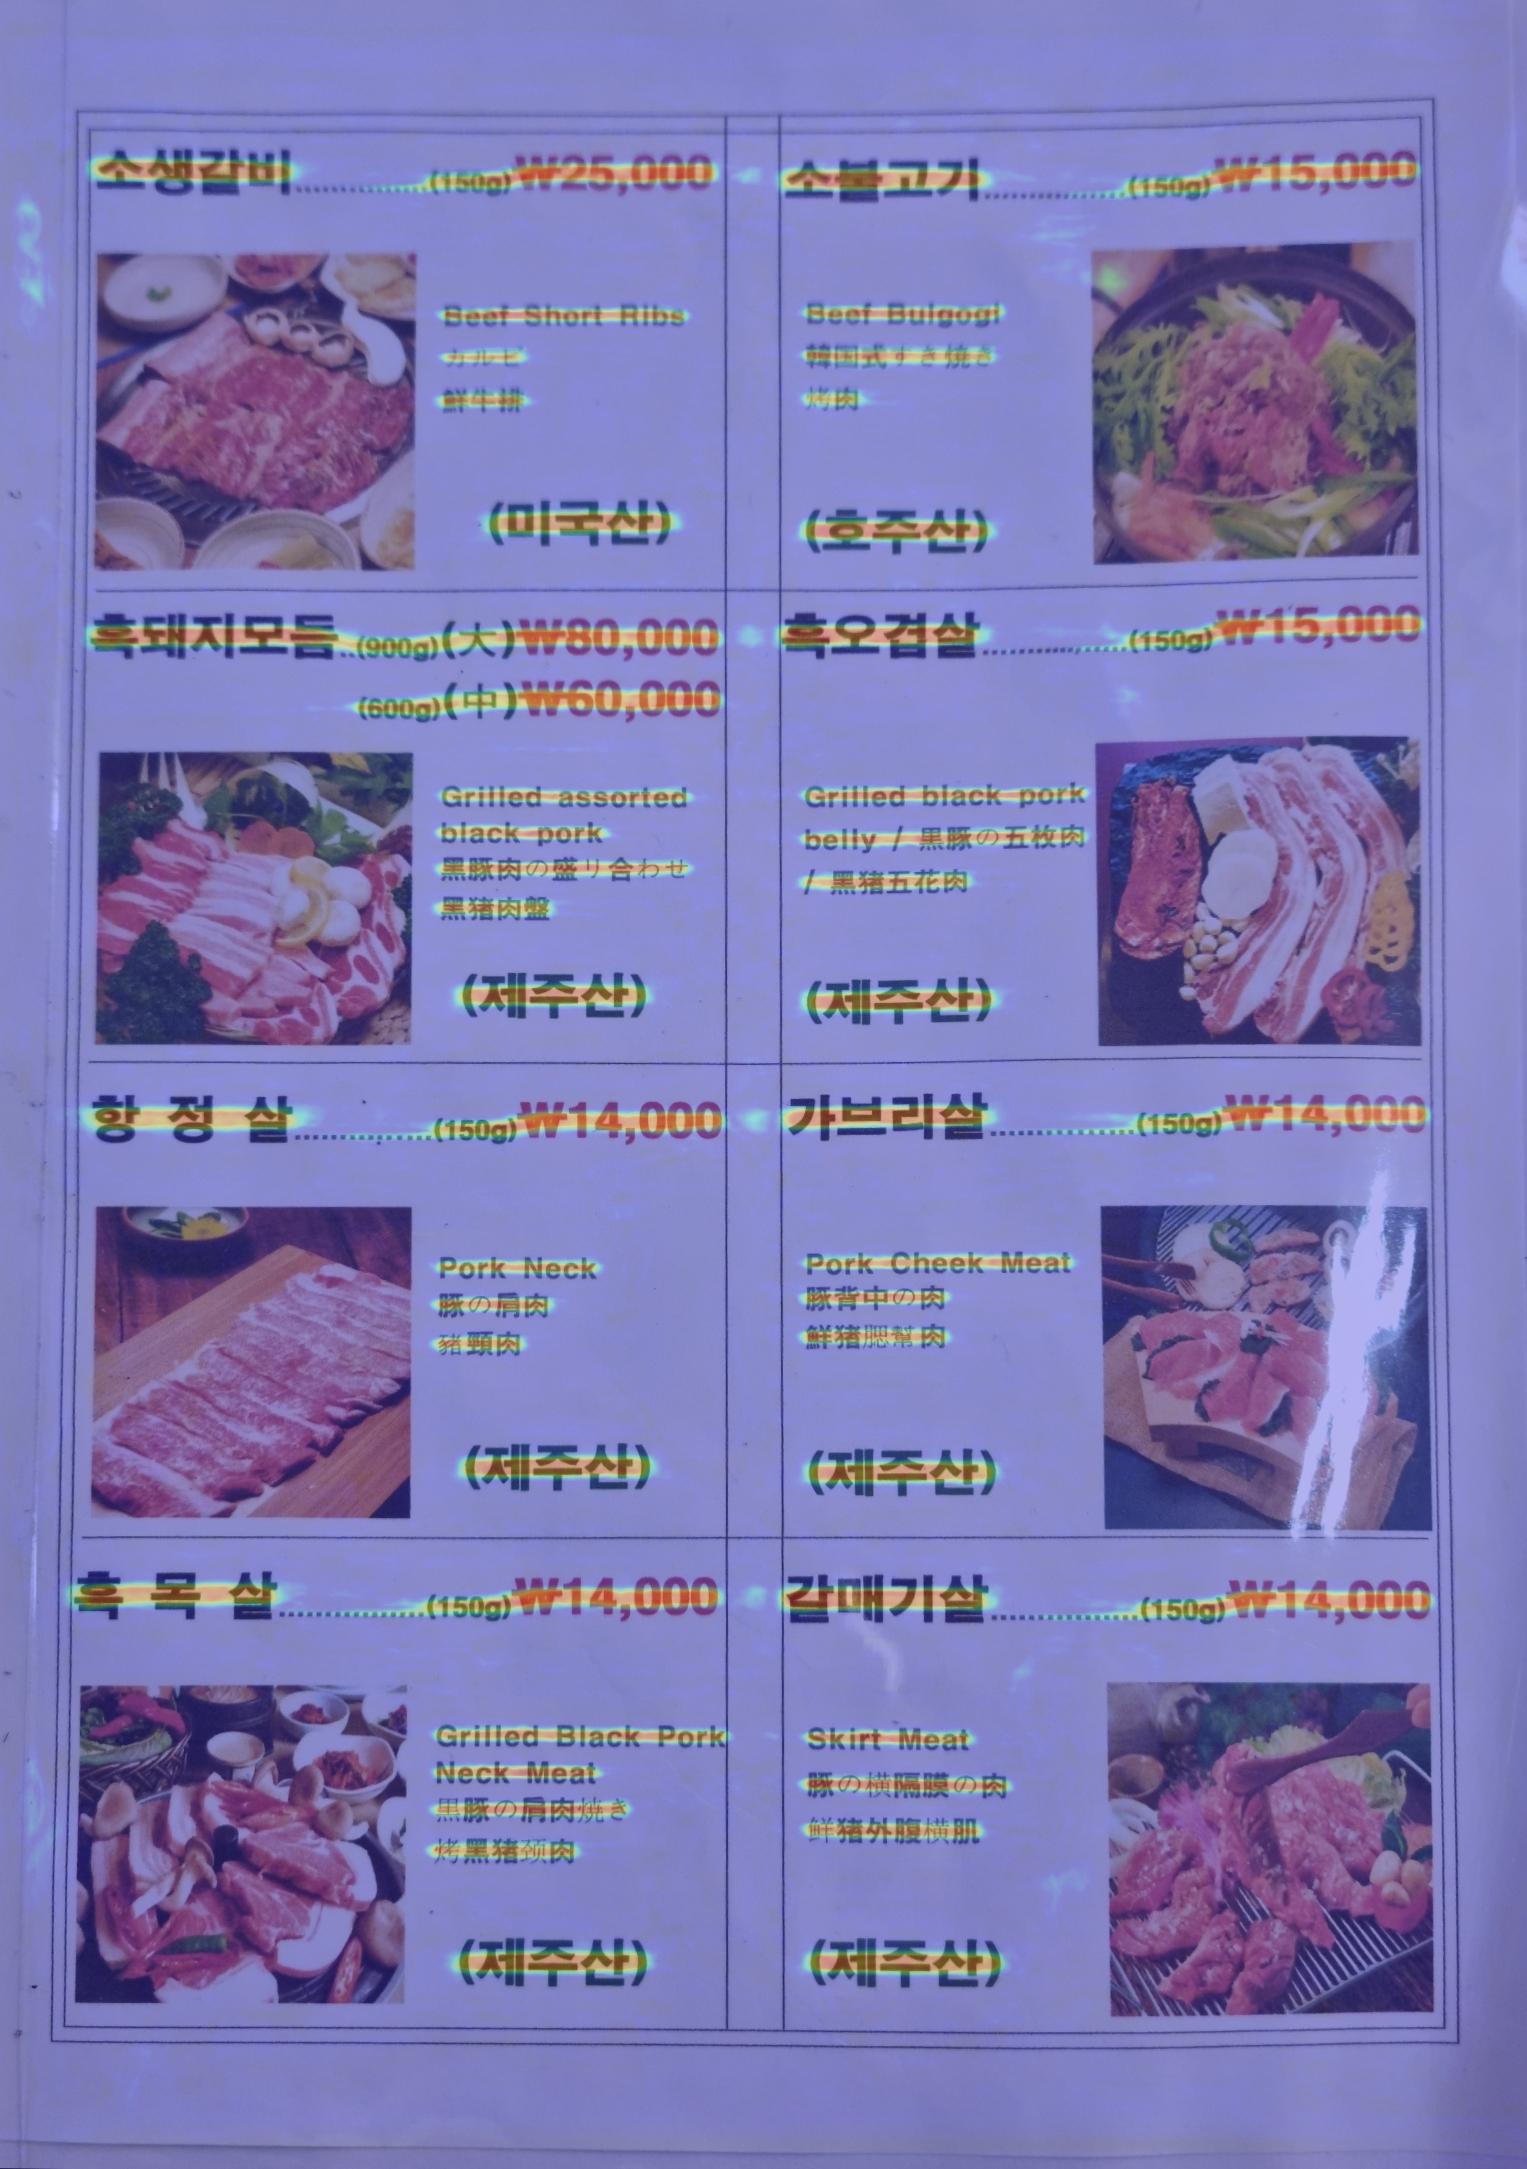 소생갈비............(150g)₩25,000
Beef Short Ribs
カルビ
鮮牛排
(미국산)
소불고기.............(150g)₩15,000
Beef Bulgogi
韓国式すき焼き
烤肉
(호주산)
흑돼지모듬..(900g)(大)₩80,000
(600g)(中)₩60,000
Grilled assorted
black pork
黑豚肉の盛り合わせ
黑猪肉盤
(제주산)
흑오겹살.............(150g)₩15,000
Grilled black pork
belly / 黒豚の五枚肉
/ 黑猪五花肉
(제주산)
항 정 살............(150g)₩14,000
Pork Neck
豚の肩肉
豬頸肉
(제주산)
가브리살.............(150g)₩14,000
Pork Cheek Meat
豚背中の肉
鮮猪腮幫肉
(제주산)
흑 목 살.............(150g)₩14,000
Grilled Black Pork
Neck Meat
黒豚の肩肉焼き
烤黑猪颈肉
(제주산)
갈매기살.............(150g)₩14,000
Skirt Meat
豚の横隔膜の肉
鲜猪外腹横肌
(제주산)